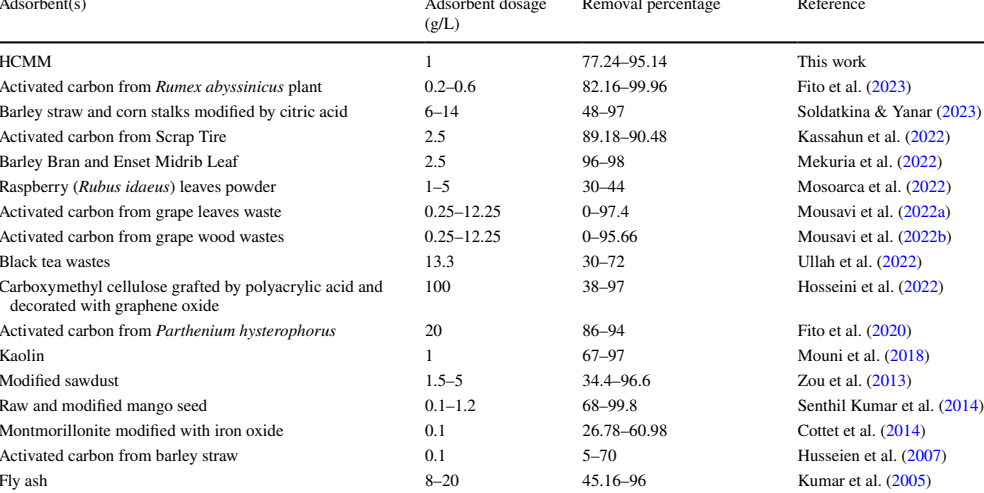 Adsorbent(s) Adsorbent dosage (g/L) Removal percentage Reference
HCMM 1 77.24–95.14 This work
Activated carbon from Rumex abyssinicus plant 0.2–0.6 82.16–99.96 Fito et al. (2023)
Barley straw and corn stalks modified by citric acid 6–14 48–97 Soldatkina & Yanar (2023)
Activated carbon from Scrap Tire 2.5 89.18–90.48 Kassahun et al. (2022)
Barley Bran and Enset Midrib Leaf 2.5 96–98 Mekuria et al. (2022)
Raspberry (Rubus idaeus) leaves powder 1–5 30–44 Mosoarca et al. (2022)
Activated carbon from grape leaves waste 0.25–12.25 0–97.4 Mousavi et al. (2022a)
Activated carbon from grape wood wastes 0.25–12.25 0–95.66 Mousavi et al. (2022b)
Black tea wastes 13.3 30–72 Ullah et al. (2022)
Carboxymethyl cellulose grafted by polyacrylic acid and 100 38–97 Hosseini et al. (2022)
decorated with graphene oxide
Activated carbon from Parthenium hysterophorus 20 86–94 Fito et al. (2020)
Kaolin 1 67–97 Mouni et al. (2018)
Modified sawdust 1.5–5 34.4–96.6 Zou et al. (2013)
Raw and modified mango seed 0.1–1.2 68–99.8 Senthil Kumar et al. (2014)
Montmorillonite modified with iron oxide 0.1 26.78–60.98 Cottet et al. (2014)
Activated carbon from barley straw 0.1 5–70 Husseien et al. (2007)
Fly ash 8–20 45.16–96 Kumar et al. (2005)